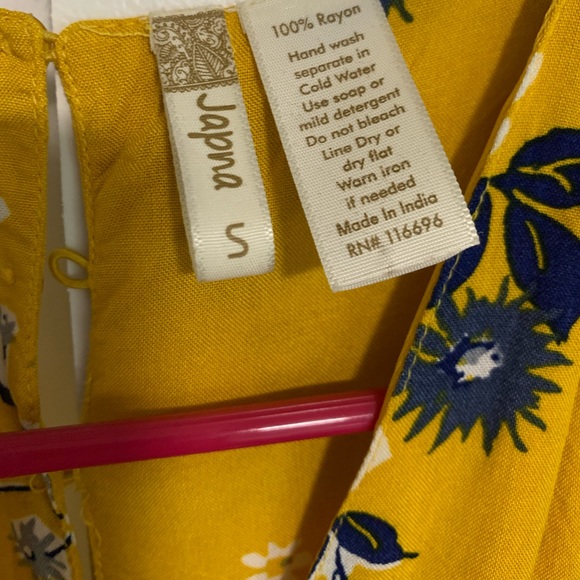 Japna
S
100% Rayon
Hand wash
separate in
Cold Water
Use soap or
mild detergent
Do not bleach
Line Dry or
dry flat
Warn iron
if needed
Made In India
RN# 116696